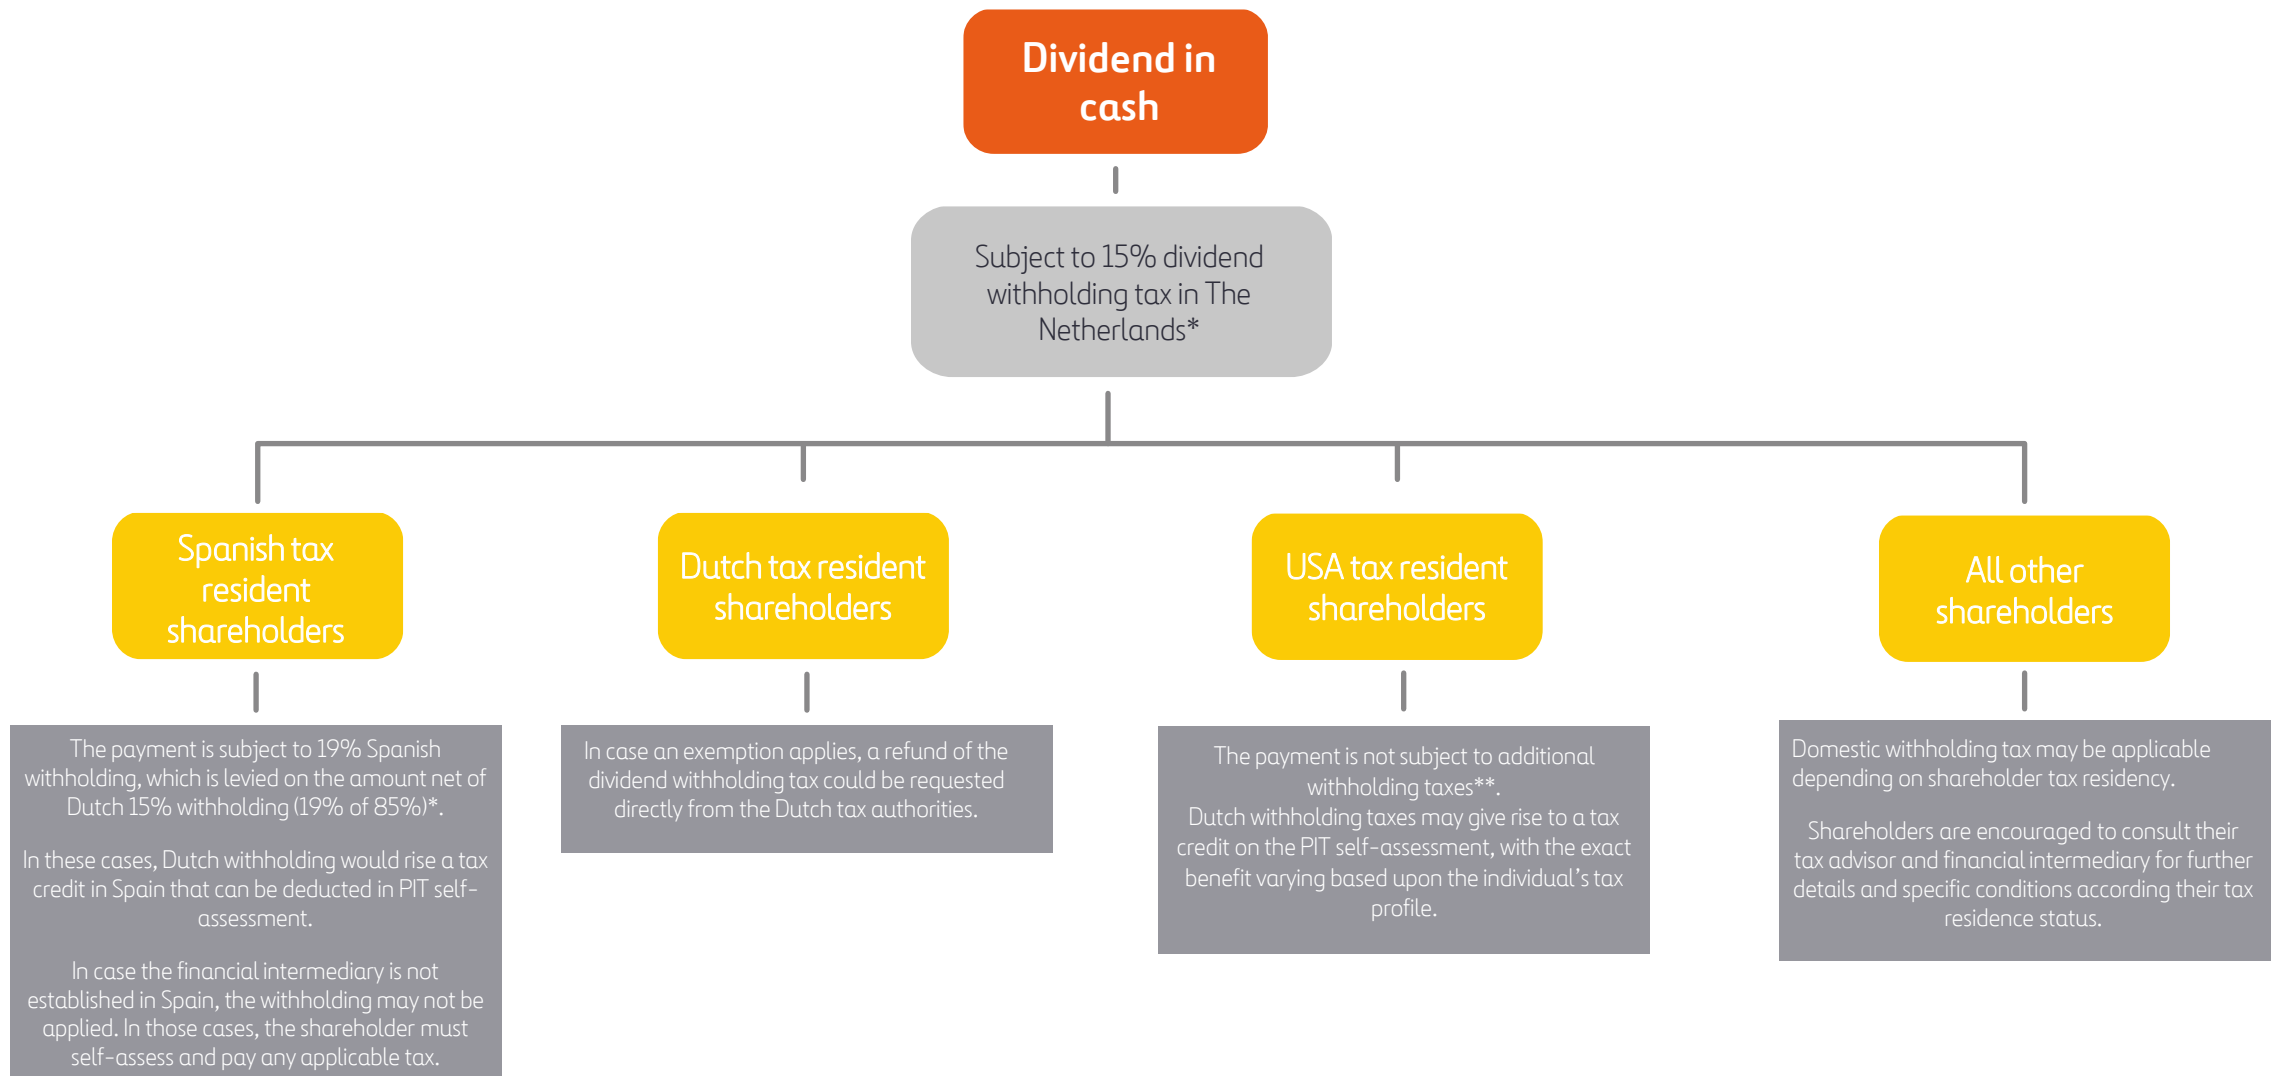 Dividend in
cash
Subject to 15% dividend
withholding tax in The
Netherlands*
Spanish tax
resident
shareholders
Dutch tax resident
shareholders
USA tax resident
shareholders
All other
shareholders
The payment is subject to 19% Spanish
withholding, which is levied on the amount net of
Dutch 15% withholding (19% of 85%)*.
In these cases, Dutch withholding would rise a tax
credit in Spain that can be deducted in PIT self-
assessment.
In case the financial intermediary is not
established in Spain, the withholding may not be
applied. In those cases, the shareholder must
self-assess and pay any applicable tax.
In case an exemption applies, a refund of the
dividend withholding tax could be requested
directly from the Dutch tax authorities.
The payment is not subject to additional
withholding taxes**.
Dutch withholding taxes may give rise to a tax
credit on the PIT self-assessment, with the exact
benefit varying based upon the individual's tax
profile.
Domestic withholding tax may be applicable
depending on shareholder tax residency.
Shareholders are encouraged to consult their
tax advisor and financial intermediary for further
details and specific conditions according their tax
residence status.